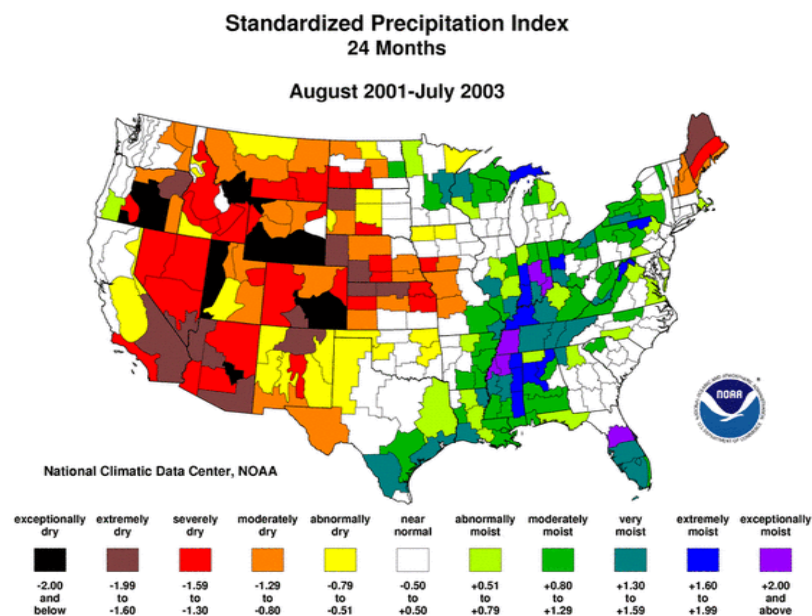 Standardized Precipitation Index
24 Months
August 2001-July 2003
NOAA
National Climatic Data Center, NOAA
exceptionally dry
extremely dry
severely dry
moderately dry
abnormally dry
near normal
abnormally moist
moderately moist
very moist
extremely moist
exceptionally moist
-2.00 and below
-1.99 to -1.60
-1.59 to -1.30
-1.29 to -0.80
-0.79 to -0.51
-0.50 to +0.50
+0.51 to +0.79
+0.80 to +1.29
+1.30 to +1.59
+1.60 to +1.99
+2.00 and above